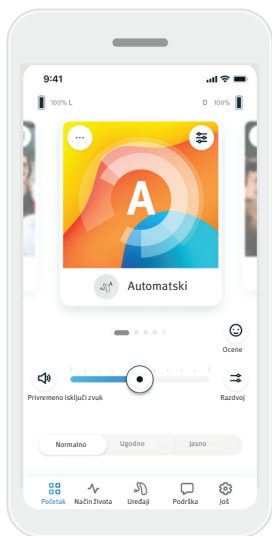 9:41
100% L
D 100%
A
Automatski
Ocene
Privremeno isključi zvuk
Razdvoj
Normalno
Ugodno
Jasno
Početak
Način života
Uređaji
Podrška
Još